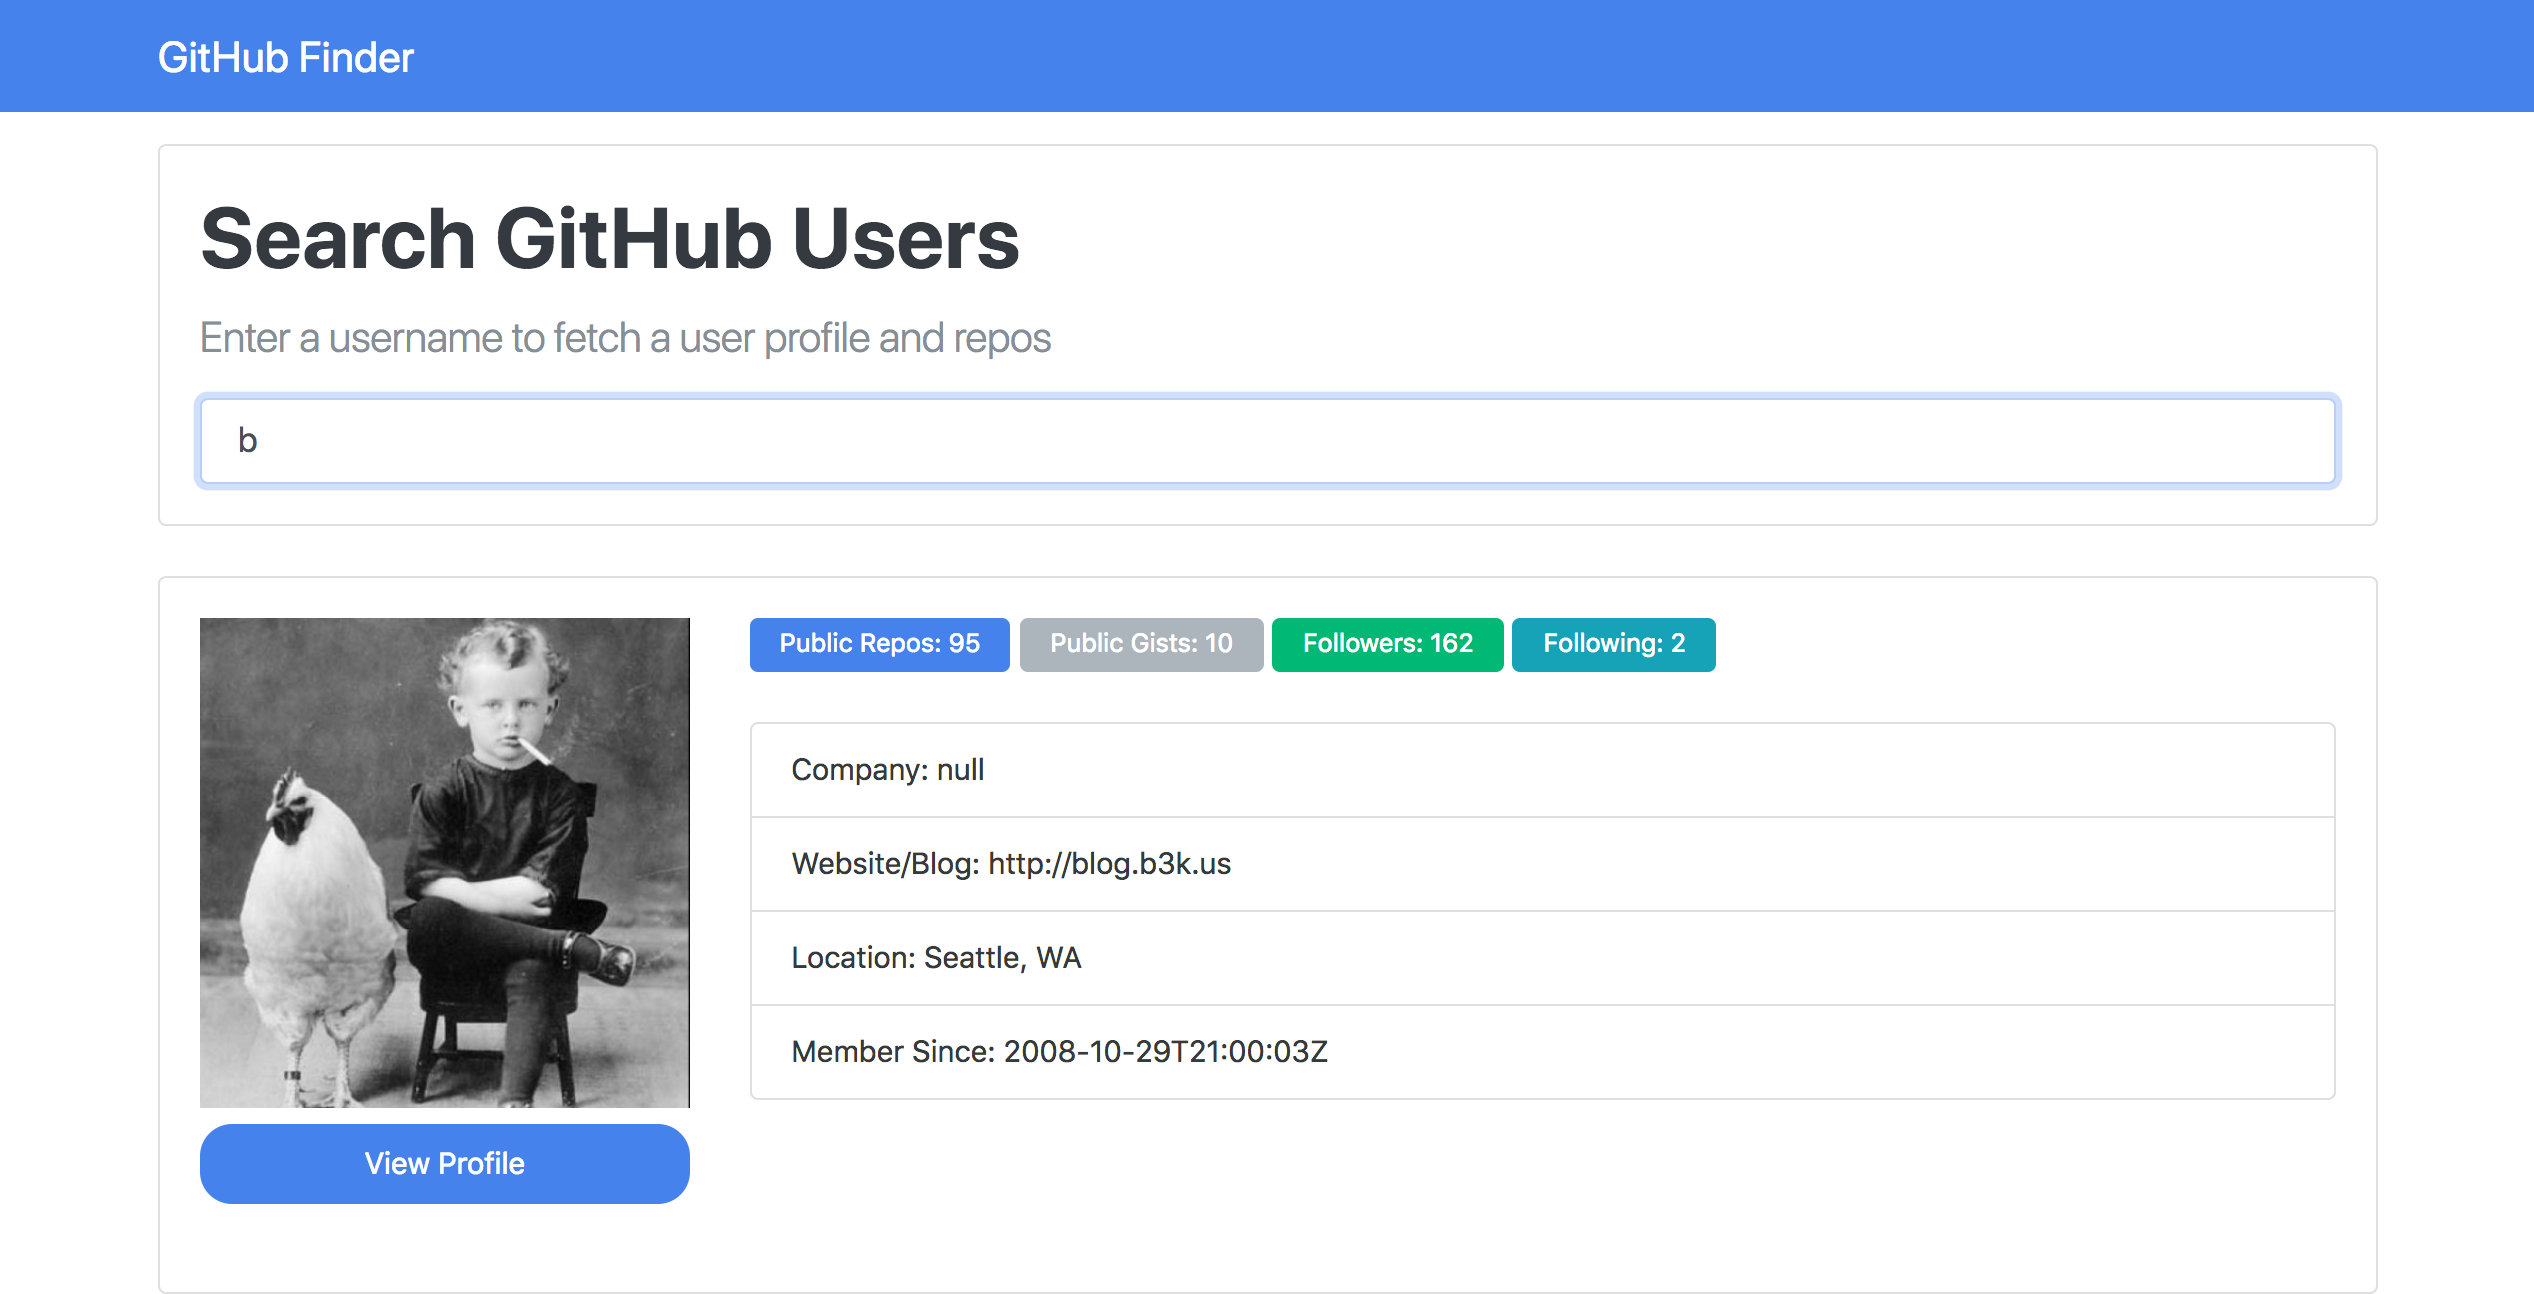 GitHub Finder
Search GitHub Users
Enter a username to fetch a user profile and repos
b
Public Repos: 95 Public Gists: 10 Followers: 162 Following: 2
Company: null
Website/Blog: http://blog.b3k.us
Location: Seattle, WA
Member Since: 2008-10-29T21:00:03Z
View Profile